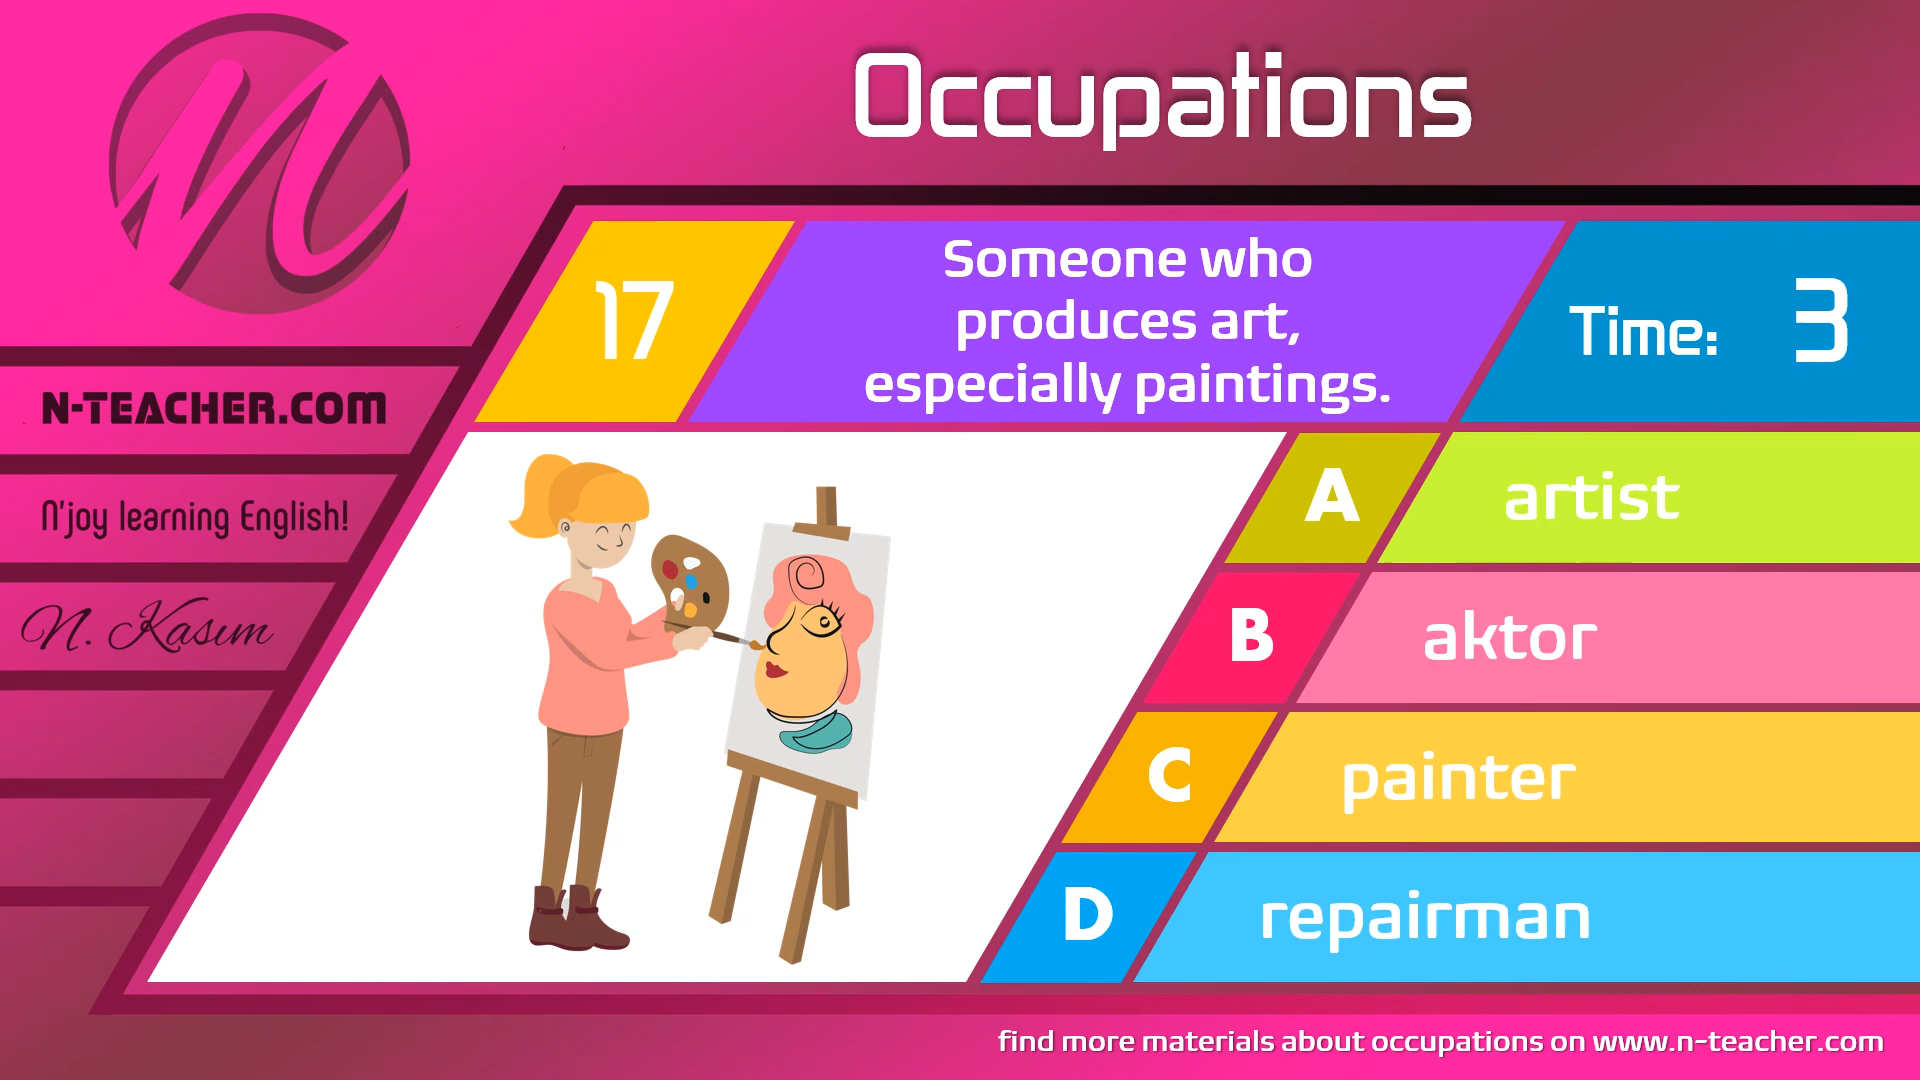 Occupations
17
Someone who
produces art,
especially paintings.
Time: 3
N-TEACHER.COM
N'joy learning English!
N. Kasım
A artist
B aktor
C painter
D repairman
find more materials about occupations on www.n-teacher.com